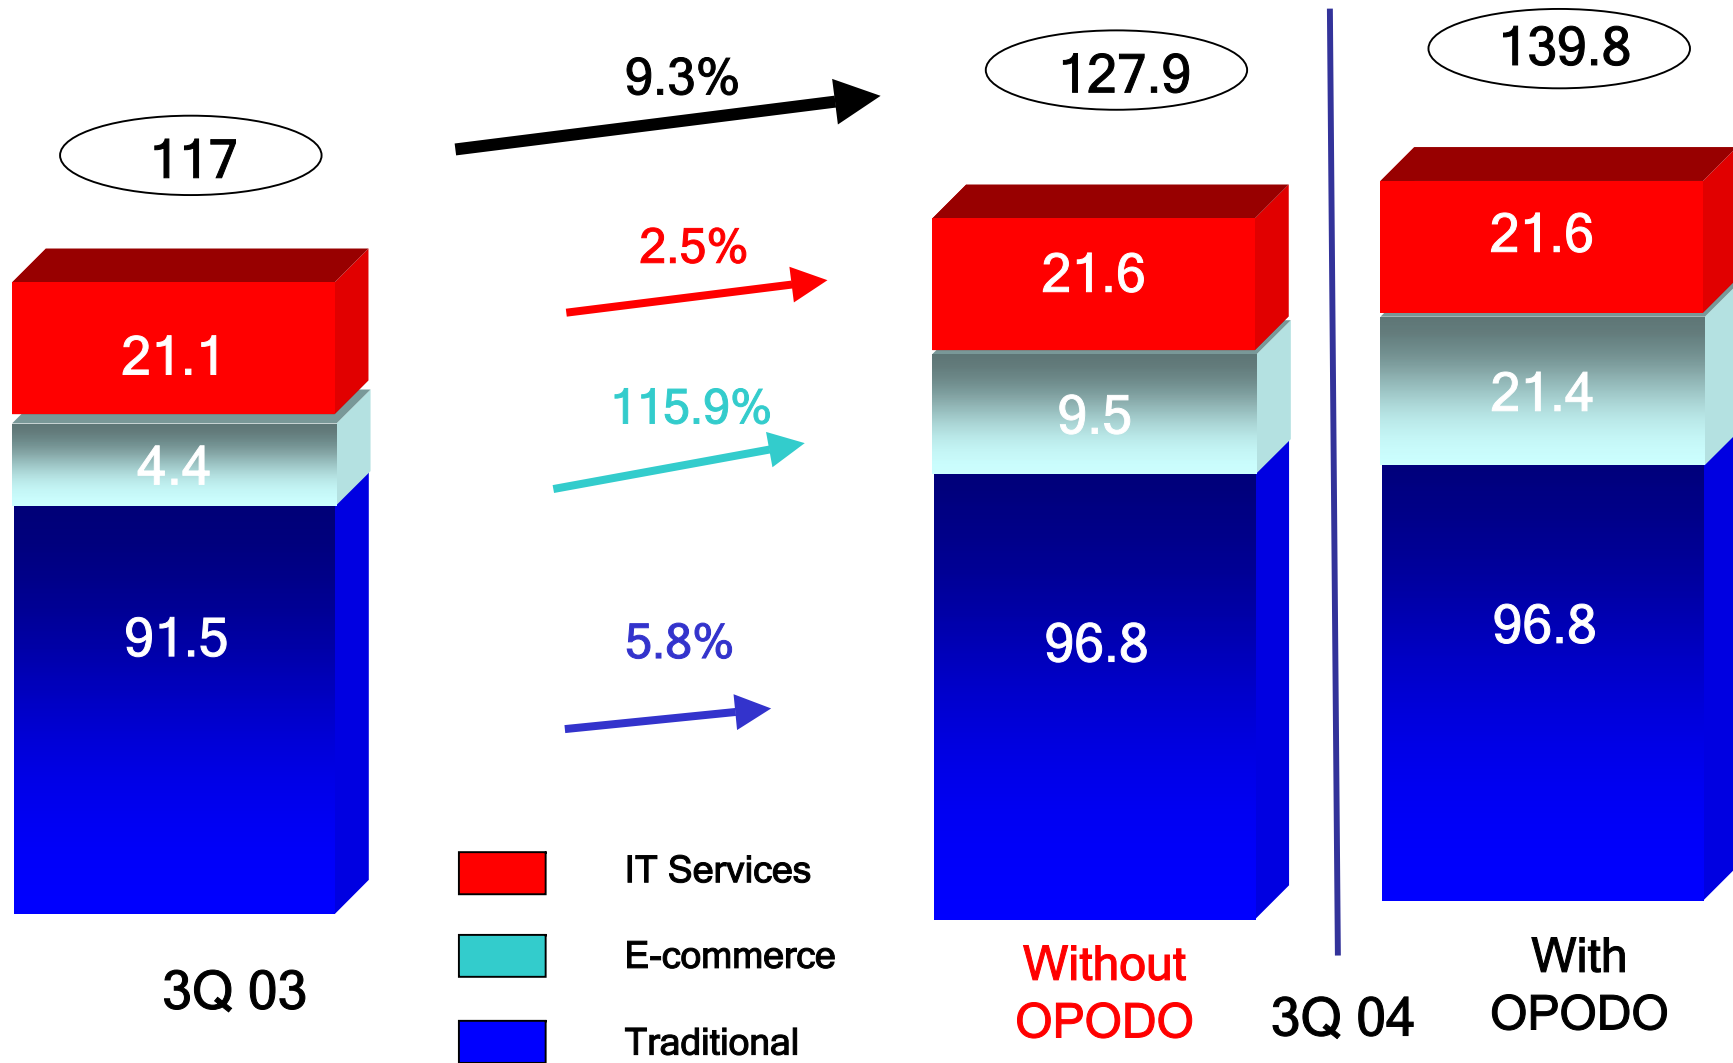 117
9.3%
127.9
139.8
2.5%
21.1
21.6
21.6
115.9%
4.4
9.5
21.4
5.8%
91.5
96.8
96.8
IT Services
E-commerce
Traditional
3Q 03
Without
OPODO
3Q 04
With
OPODO